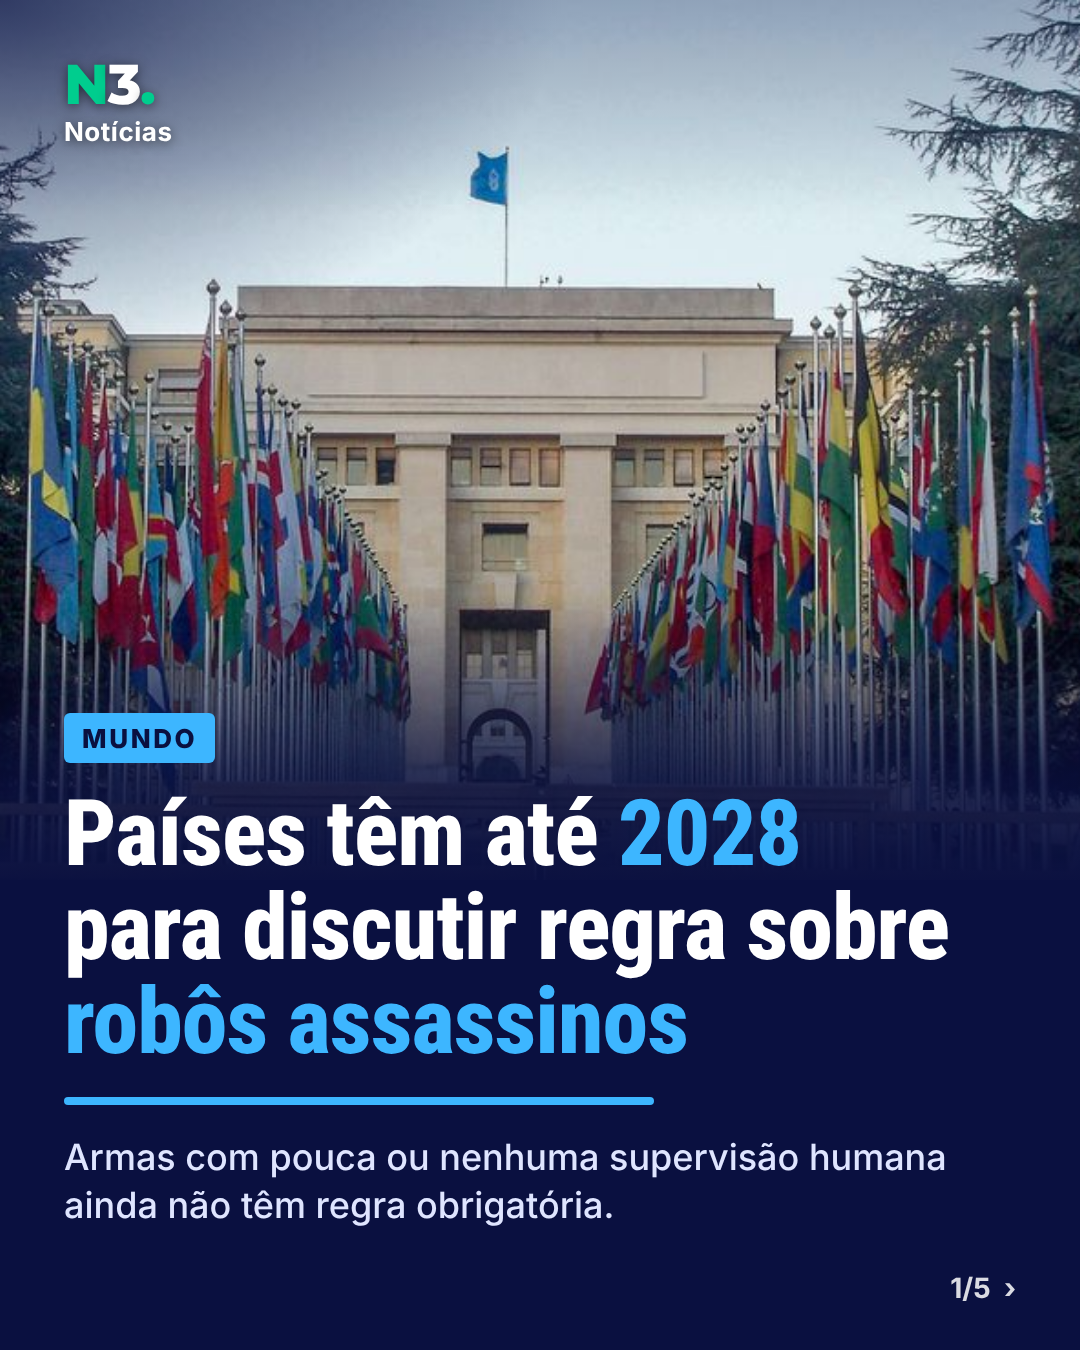 N3.
Notícias
MUNDO
Países têm até 2028
para discutir regra sobre
robôs assassinos
Armas com pouca ou nenhuma supervisão humana
ainda não têm regra obrigatória.
1/5 ›